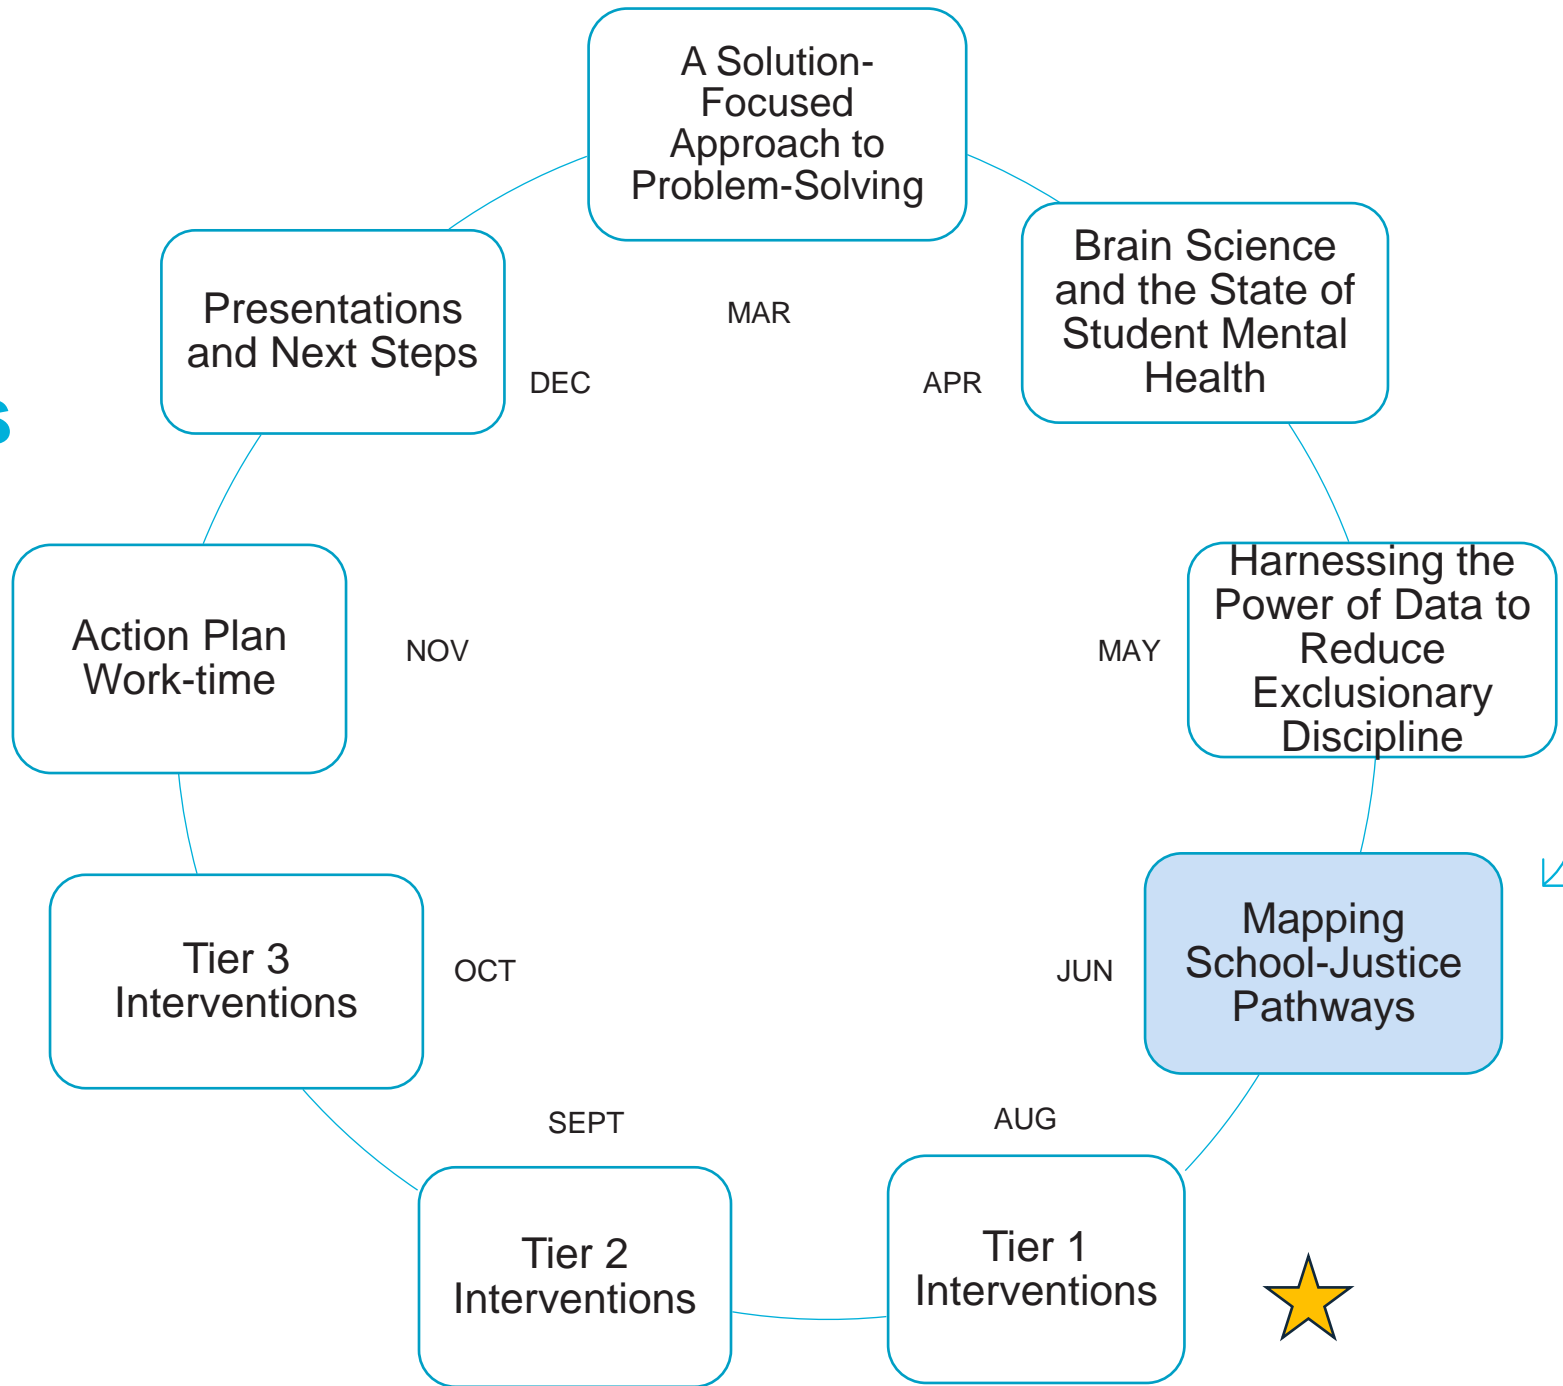 A Solution-
Focused
Approach to
Problem-Solving
MAR
Brain Science
and the State of
Student Mental
Health
APR
Harnessing the
Power of Data to
Reduce
Exclusionary
Discipline
MAY
Mapping
School-Justice
Pathways
JUN
Tier 1
Interventions
AUG
Tier 2
Interventions
SEPT
Tier 3
Interventions
OCT
Action Plan
Work-time
NOV
Presentations
and Next Steps
DEC
s